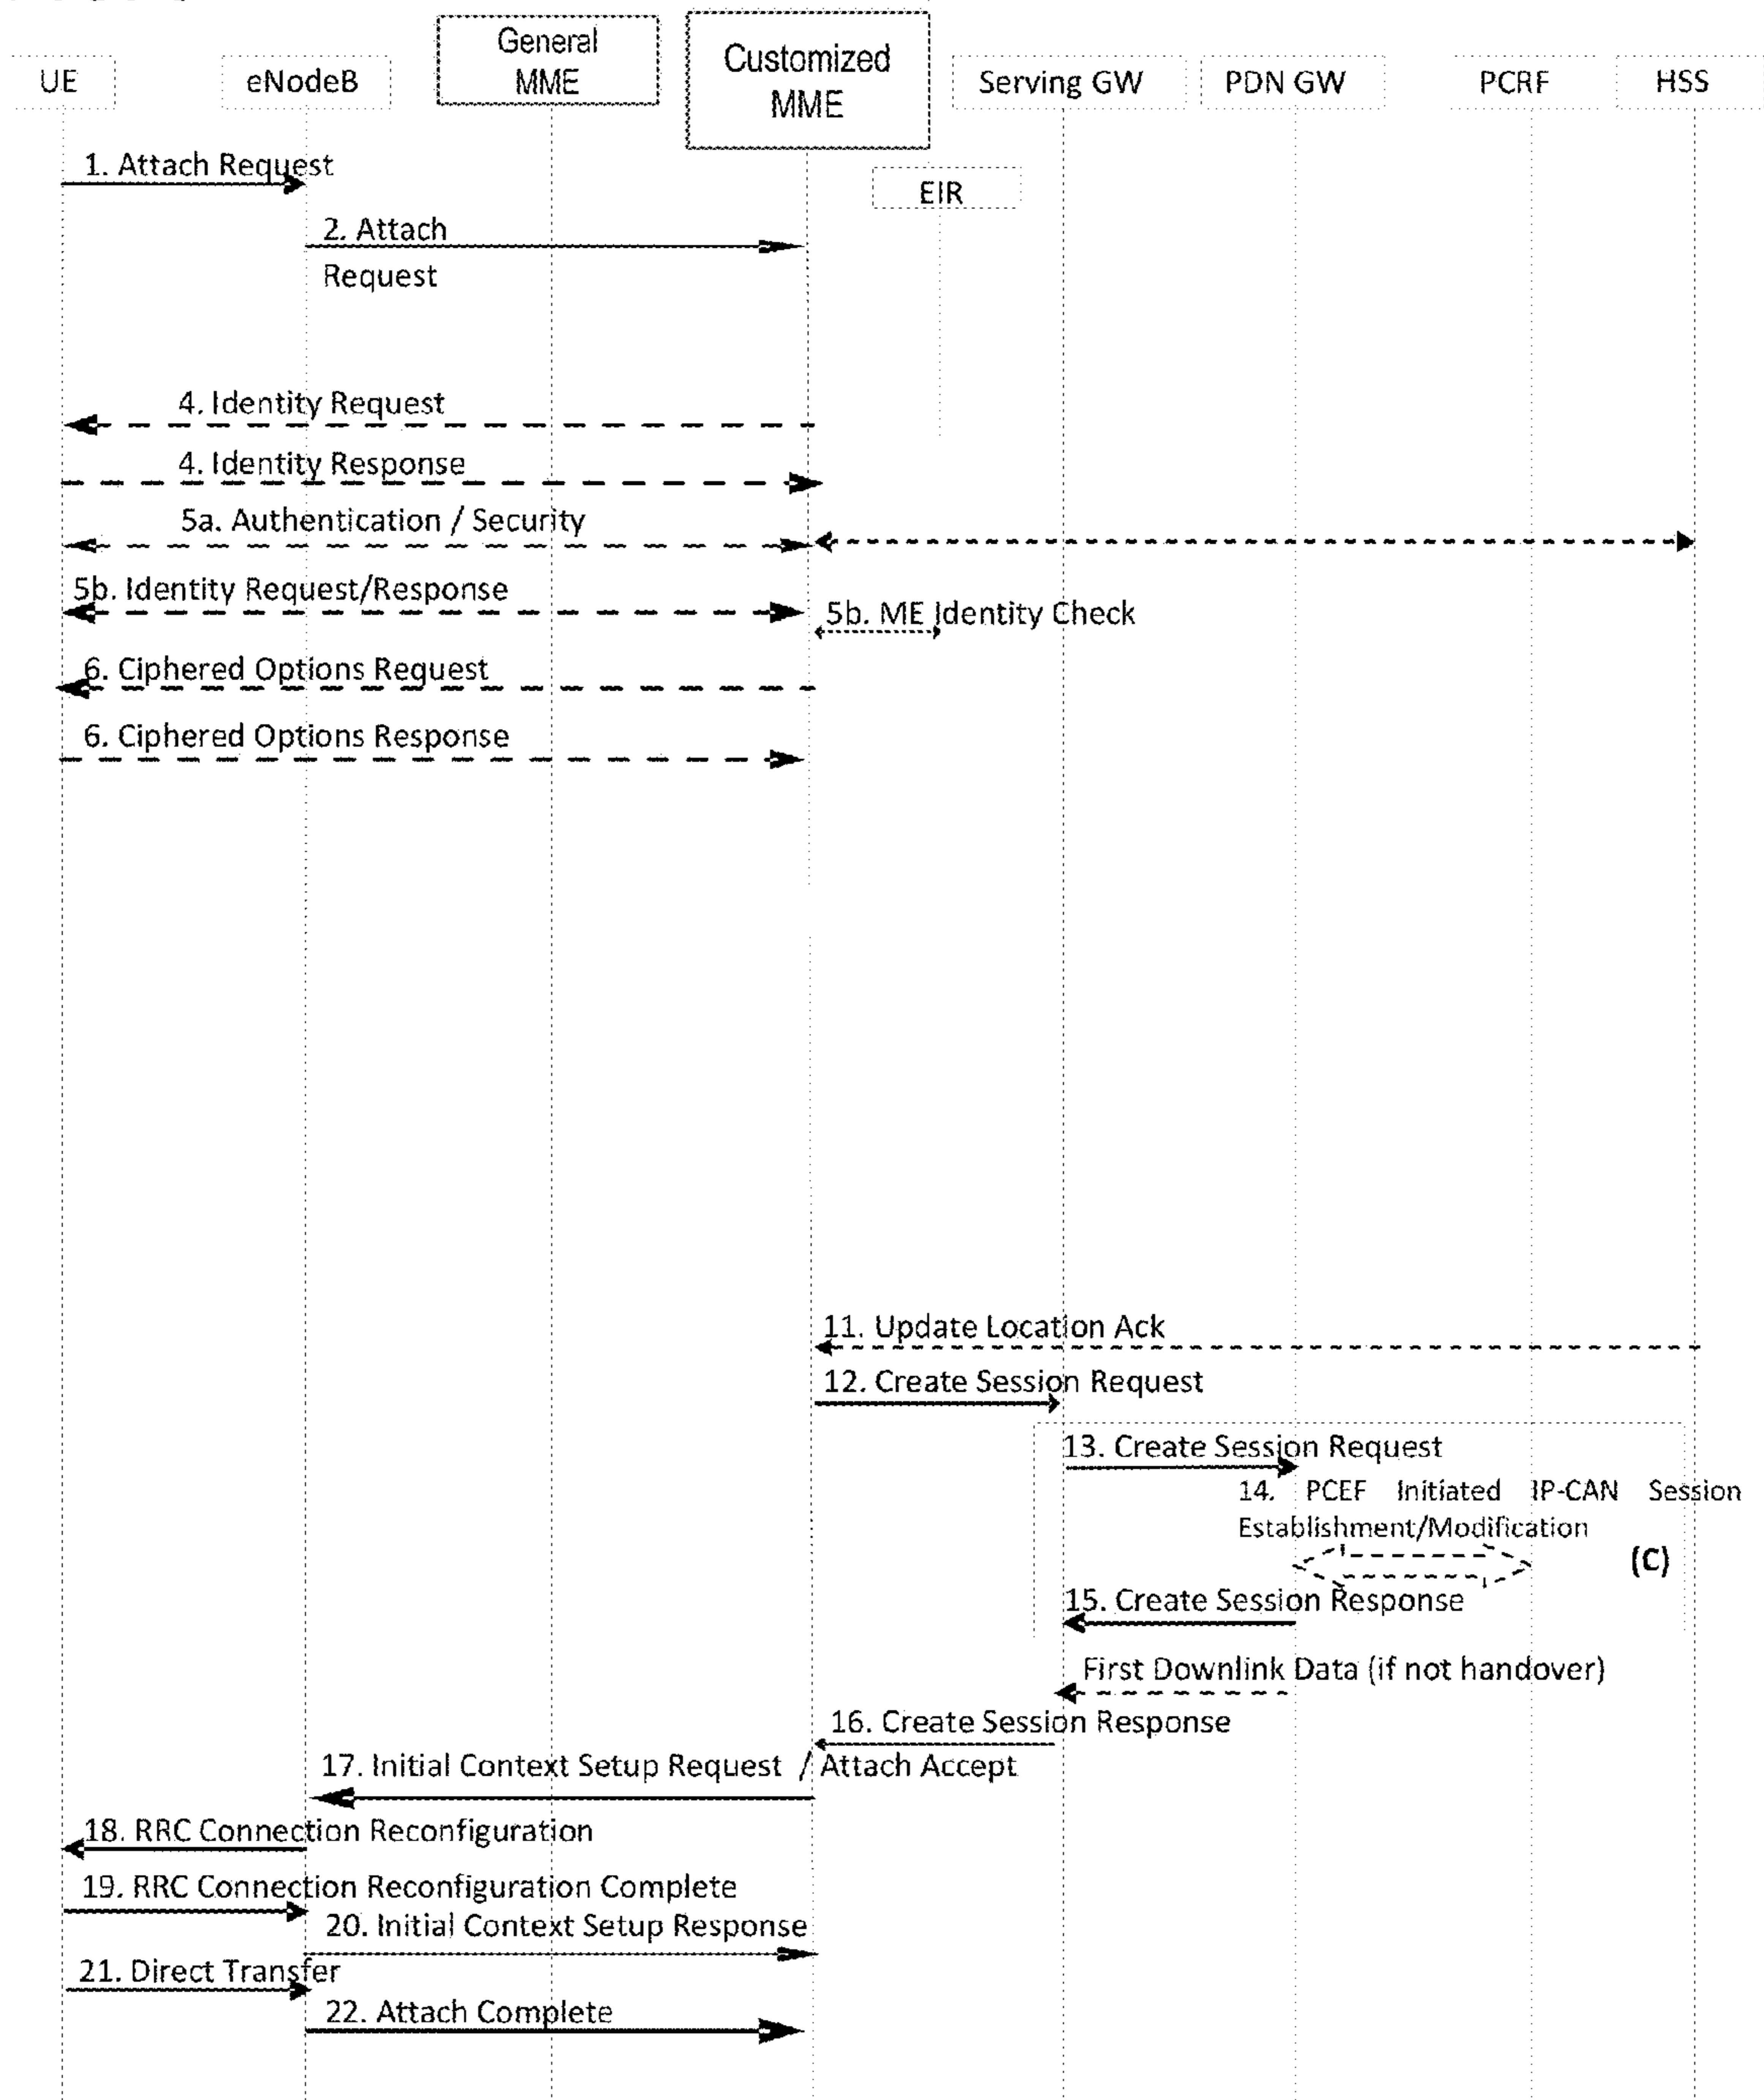 UE
eNodeB
General
MME
Customized
MME
Serving GW
PDN GW
PCRF
HSS
1. Attach Request
EIR
2. Attach
Request
4. Identity Request
4. Identity Response
5a. Authentication / Security
5b. Identity Request/Response
5b. ME Identity Check
6. Ciphered Options Request
6. Ciphered Options Response
11. Update Location Ack
12. Create Session Request
13. Create Session Request
14. PCEF Initiated IP-CAN Session
Establishment/Modification
(C)
15. Create Session Response
First Downlink Data (if not handover)
16. Create Session Response
17. Initial Context Setup Request / Attach Accept
18. RRC Connection Reconfiguration
19. RRC Connection Reconfiguration Complete
20. Initial Context Setup Response
21. Direct Transfer
22. Attach Complete